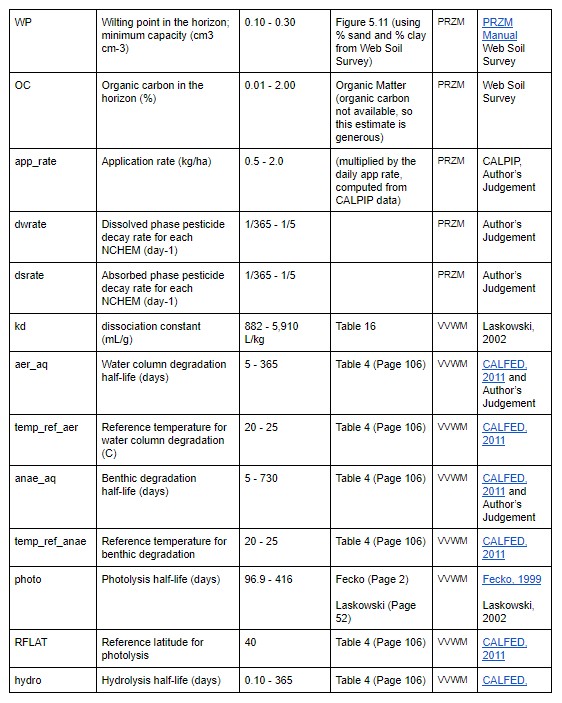 WP
Wilting point in the horizon;
minimum capacity (cm3
cm-3)
0.10 - 0.30
Figure 5.11 (using
% sand and % clay
from Web Soil
Survey)
PRZM
PRZM
Manual
Web Soil
Survey
OC
Organic carbon in the
horizon (%)
0.01 - 2.00
Organic Matter
(organic carbon
not available, so
this estimate is
generous)
PRZM
Web Soil
Survey
app_rate
Application rate (kg/ha)
0.5 - 2.0
(multiplied by the
daily app rate,
computed from
CALPIP data)
PRZM
CALPIP,
Author's
Judgement
dwrate
Dissolved phase pesticide
decay rate for each
NCHEM (day-1)
1/365 - 1/5
PRZM
Author's
Judgement
dsrate
Absorbed phase pesticide
decay rate for each
NCHEM (day-1)
1/365 - 1/5
PRZM
Author's
Judgement
kd
dissociation constant
(mL/g)
882 - 5,910
L/kg
Table 16
VVWM
Laskowski,
2002
aer_aq
Water column degradation
half-life (days)
5 - 365
Table 4 (Page 106)
VVWM
CALFED,
2011 and
Author's
Judgement
temp_ref_aer
Reference temperature for
water column degradation
(C)
20 - 25
Table 4 (Page 106)
VVWM
CALFED,
2011
anae_aq
Benthic degradation
half-life (days)
5 - 730
Table 4 (Page 106)
VVWM
CALFED,
2011 and
Author's
Judgement
temp_ref_anae
Reference temperature for
benthic degradation
20 - 25
Table 4 (Page 106)
VVWM
CALFED,
2011
photo
Photolysis half-life (days)
96.9 - 416
Fecko (Page 2)
Laskowski (Page
52)
VVWM
Fecko, 1999
Laskowski,
2002
RFLAT
Reference latitude for
photolysis
40
Table 4 (Page 106)
VVWM
CALFED,
2011
hydro
Hydrolysis half-life (days)
0.10 - 365
Table 4 (Page 106)
VVWM
CALFED,